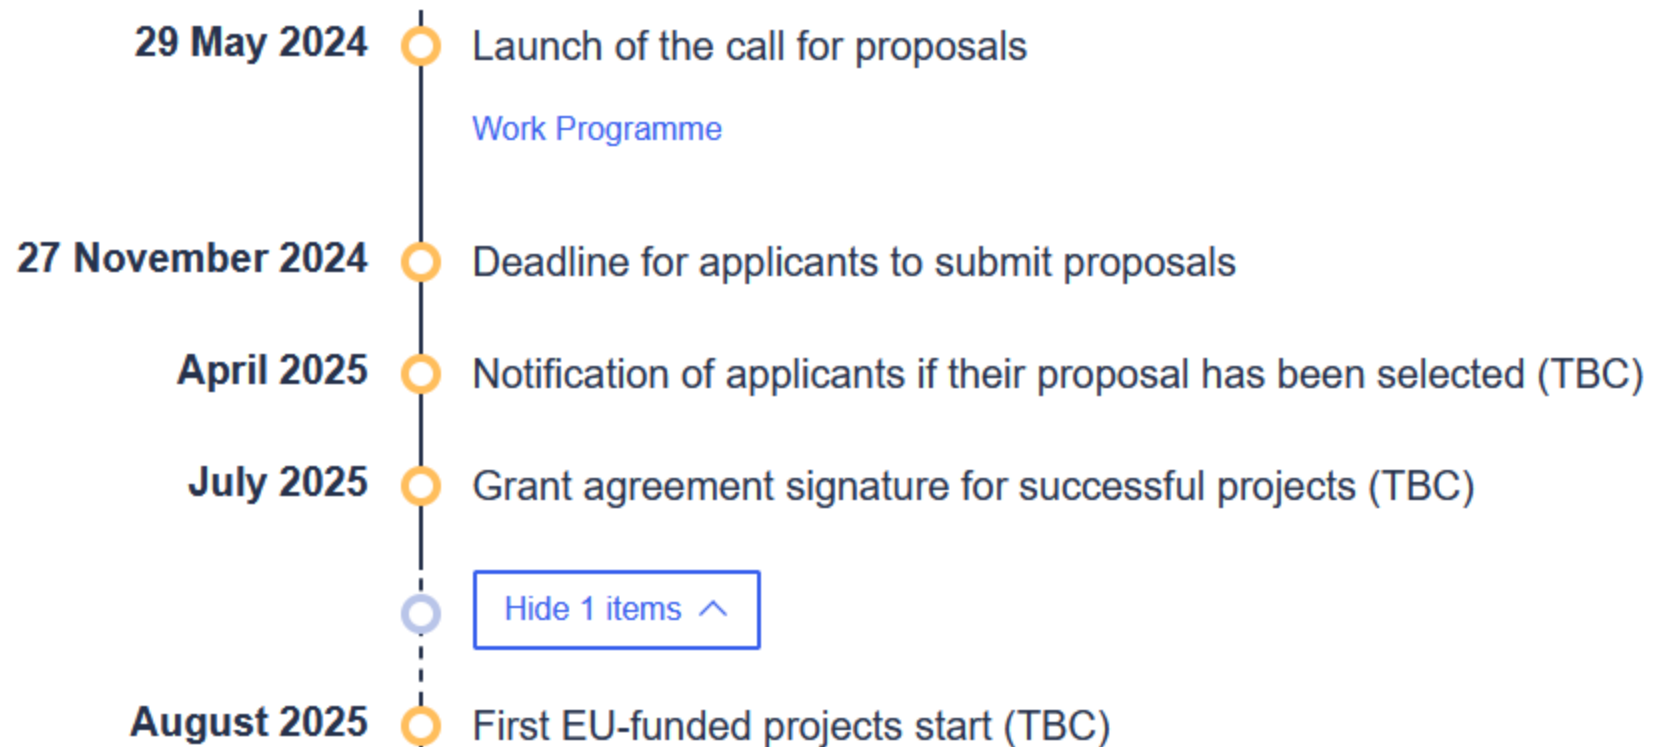 29 May 2024 Launch of the call for proposals
Work Programme
27 November 2024 Deadline for applicants to submit proposals
April 2025 Notification of applicants if their proposal has been selected (TBC)
July 2025 Grant agreement signature for successful projects (TBC)
Hide 1 items
August 2025 First EU-funded projects start (TBC)